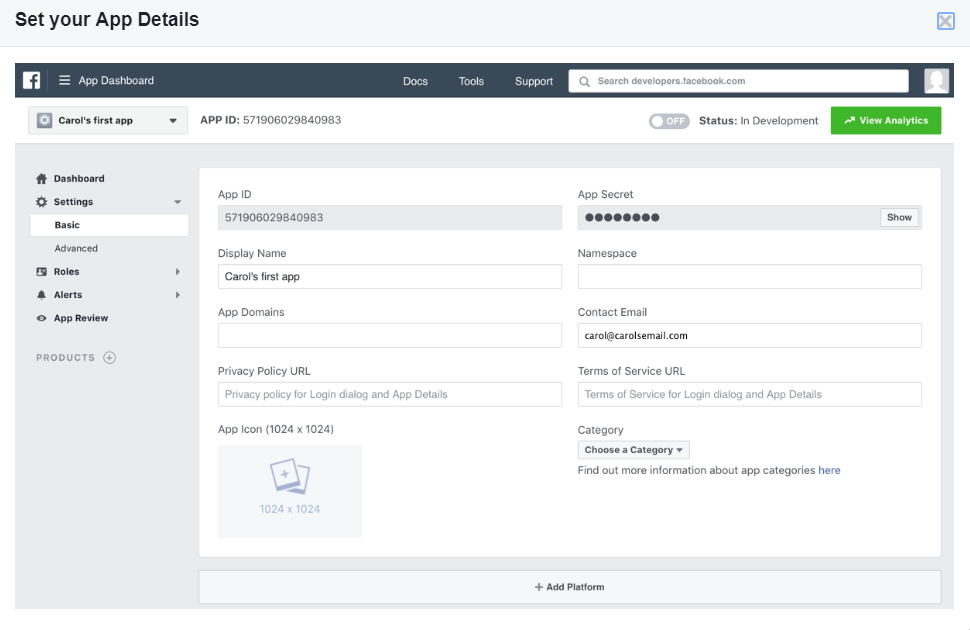 Set your App Details
App Dashboard Docs Tools Support Search developers.facebook.com
Carol's first app APP ID: 571906029840983 OFF Status: In Development View Analytics
Dashboard
Settings
Basic
Advanced
Roles
Alerts
App Review
PRODUCTS
App ID App Secret
571906029840983 Show
Display Name Namespace
Carol's first app
App Domains Contact Email
carol@carolsemail.com
Privacy Policy URL Terms of Service URL
Privacy policy for Login dialog and App Details Terms of Service for Login dialog and App Details
App Icon (1024 x 1024) Category
Choose a Category
Find out more information about app categories here
1024 x 1024
+ Add Platform